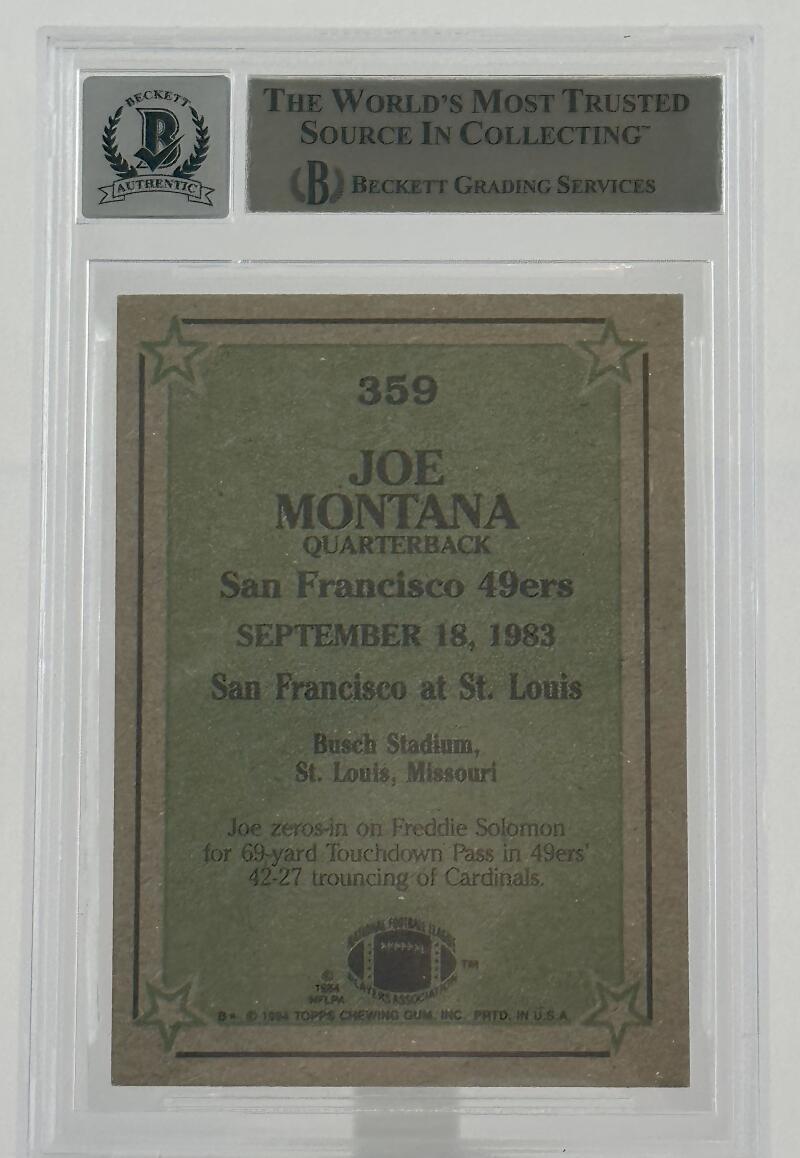 BECKETT
B
AUTHENTIC
THE WORLD'S MOST TRUSTED
SOURCE IN COLLECTING™
B BECKETT GRADING SERVICES
359
JOE
MONTANA
QUARTERBACK
San Francisco 49ers
SEPTEMBER 18, 1983
San Francisco at St. Louis
Busch Stadium,
St. Louis, Missouri
Joe zeros-in on Freddie Solomon
for 69-yard Touchdown Pass in 49ers'
42-27 trouncing of Cardinals.
NATIONAL FOOTBALL LEAGUE
PLAYERS ASSOCIATION
TM
©
1984
NFLPA
B* © 1984 TOPPS CHEWING GUM, INC. PRTD. IN U.S.A.